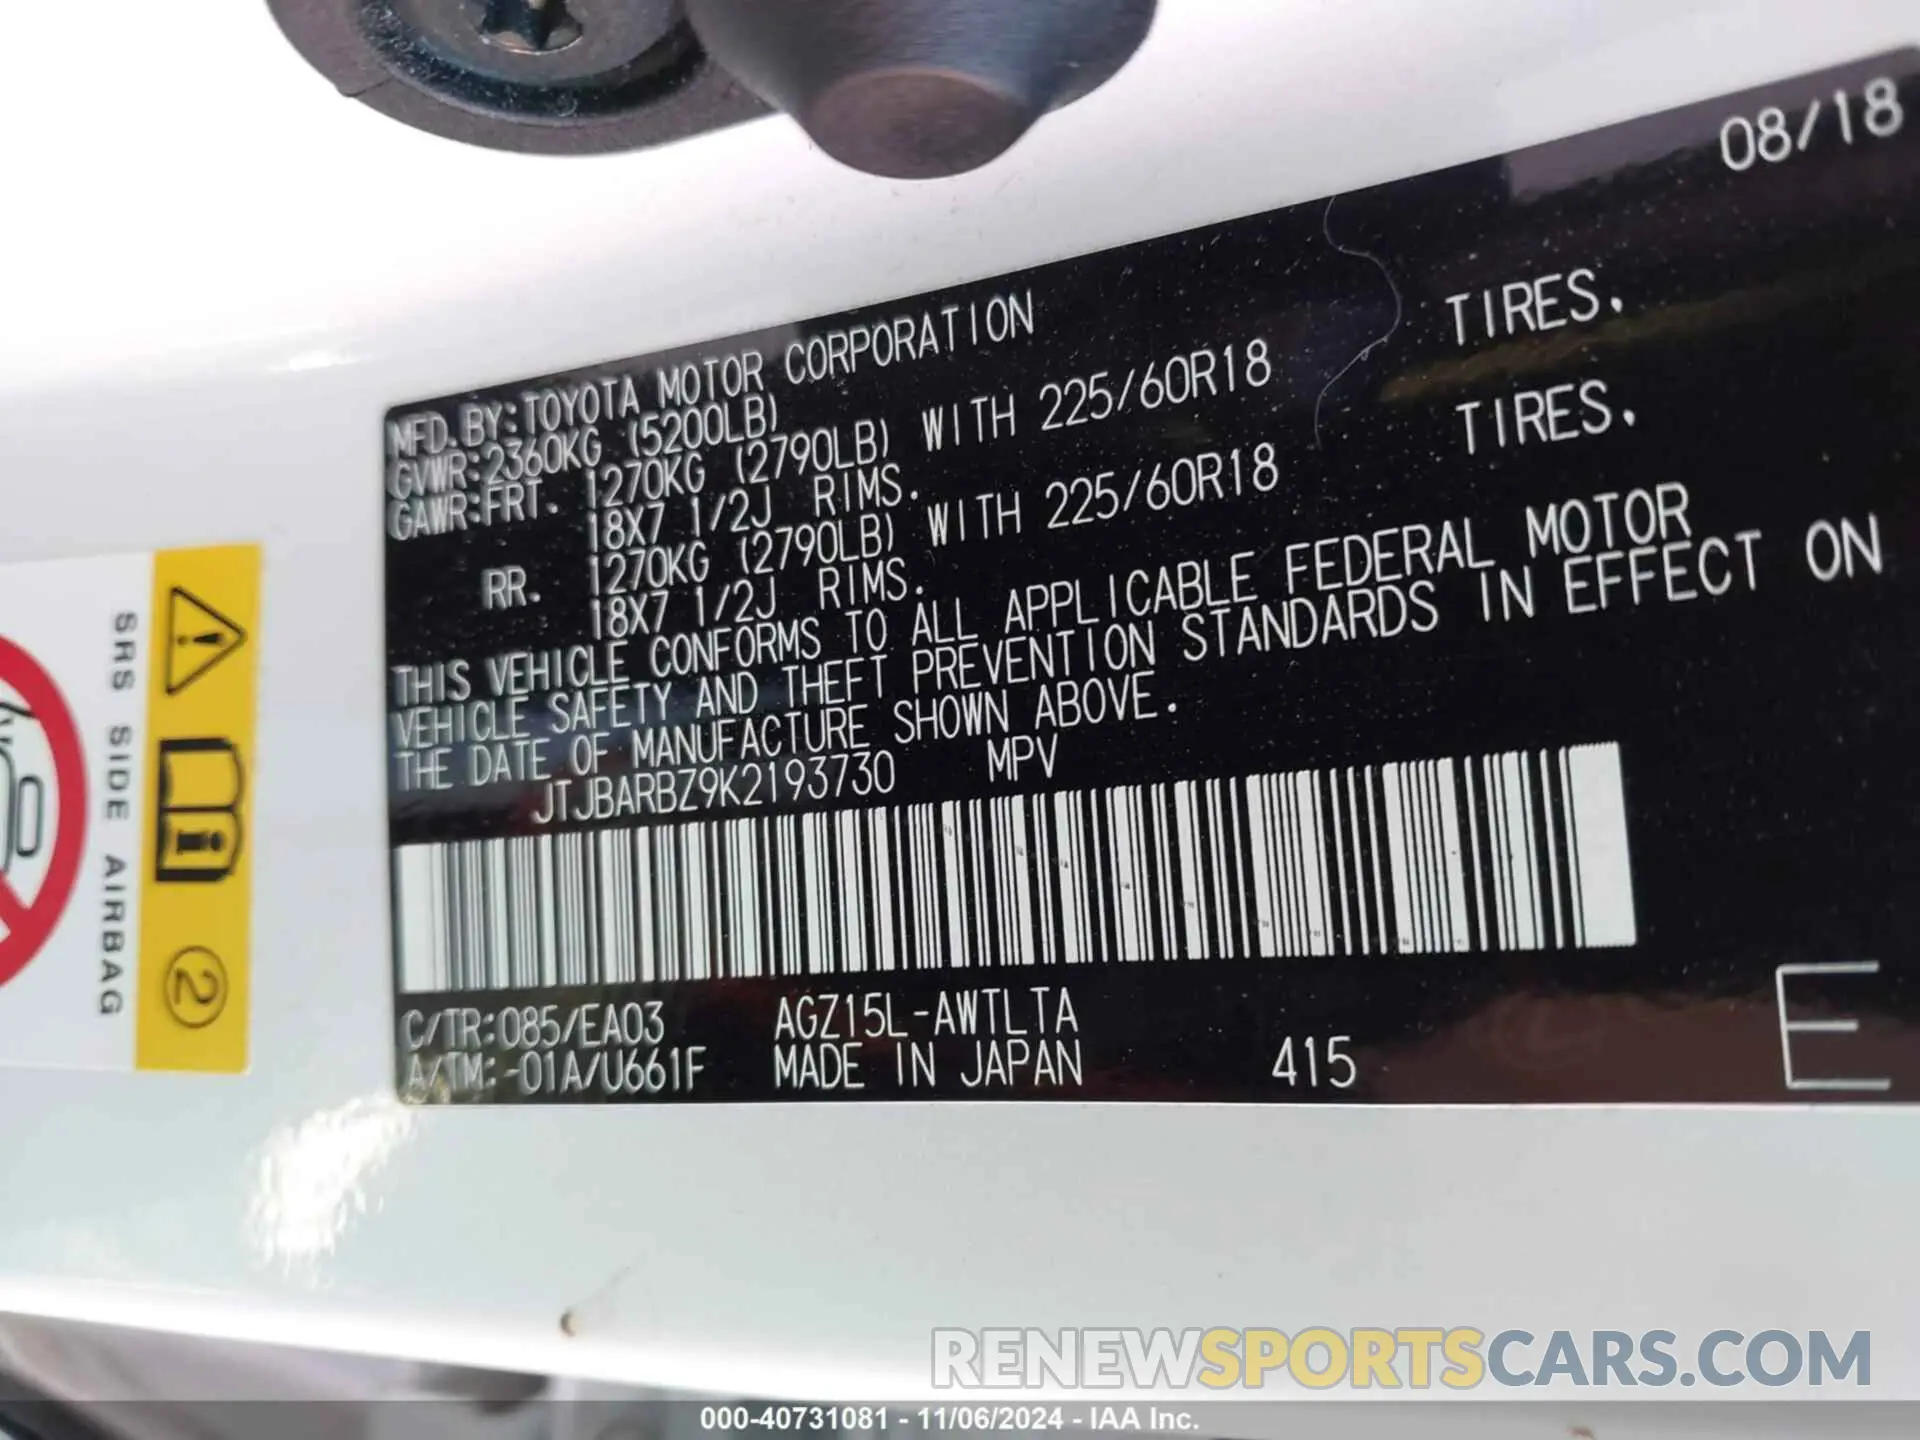 08/18
MFD.BY:TOYOTA MOTOR CORPORATION
GVWR:2360KG (5200LB)
GAWR:FRT. 1270KG (2790LB) WITH 225/60R18 TIRES,
18X7 1/2J RIMS.
RR. 1270KG (2790LB) WITH 225/60R18 TIRES,
18X7 1/2J RIMS.
THIS VEHICLE CONFORMS TO ALL APPLICABLE FEDERAL MOTOR
VEHICLE SAFETY AND THEFT PREVENTION STANDARDS IN EFFECT ON
THE DATE OF MANUFACTURE SHOWN ABOVE.
JTJBARBZ9K2193730 MPV
C/TR:085/EA03 AGZ15L-AWTLTA
A/TM:-01A/U661F MADE IN JAPAN 415 E
SRS SIDE AIRBAG
2
RENEWSPORTSCARS.COM
000-40731081 - 11/06/2024 - IAA Inc.